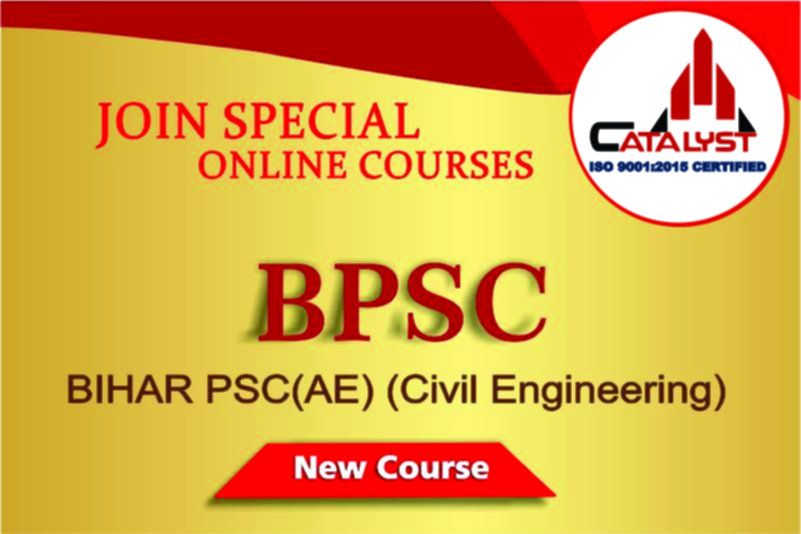 JOIN SPECIAL
ONLINE COURSES
CATALYST
ISO 9001:2015 CERTIFIED
BPSC
BIHAR PSC(AE) (Civil Engineering)
New Course